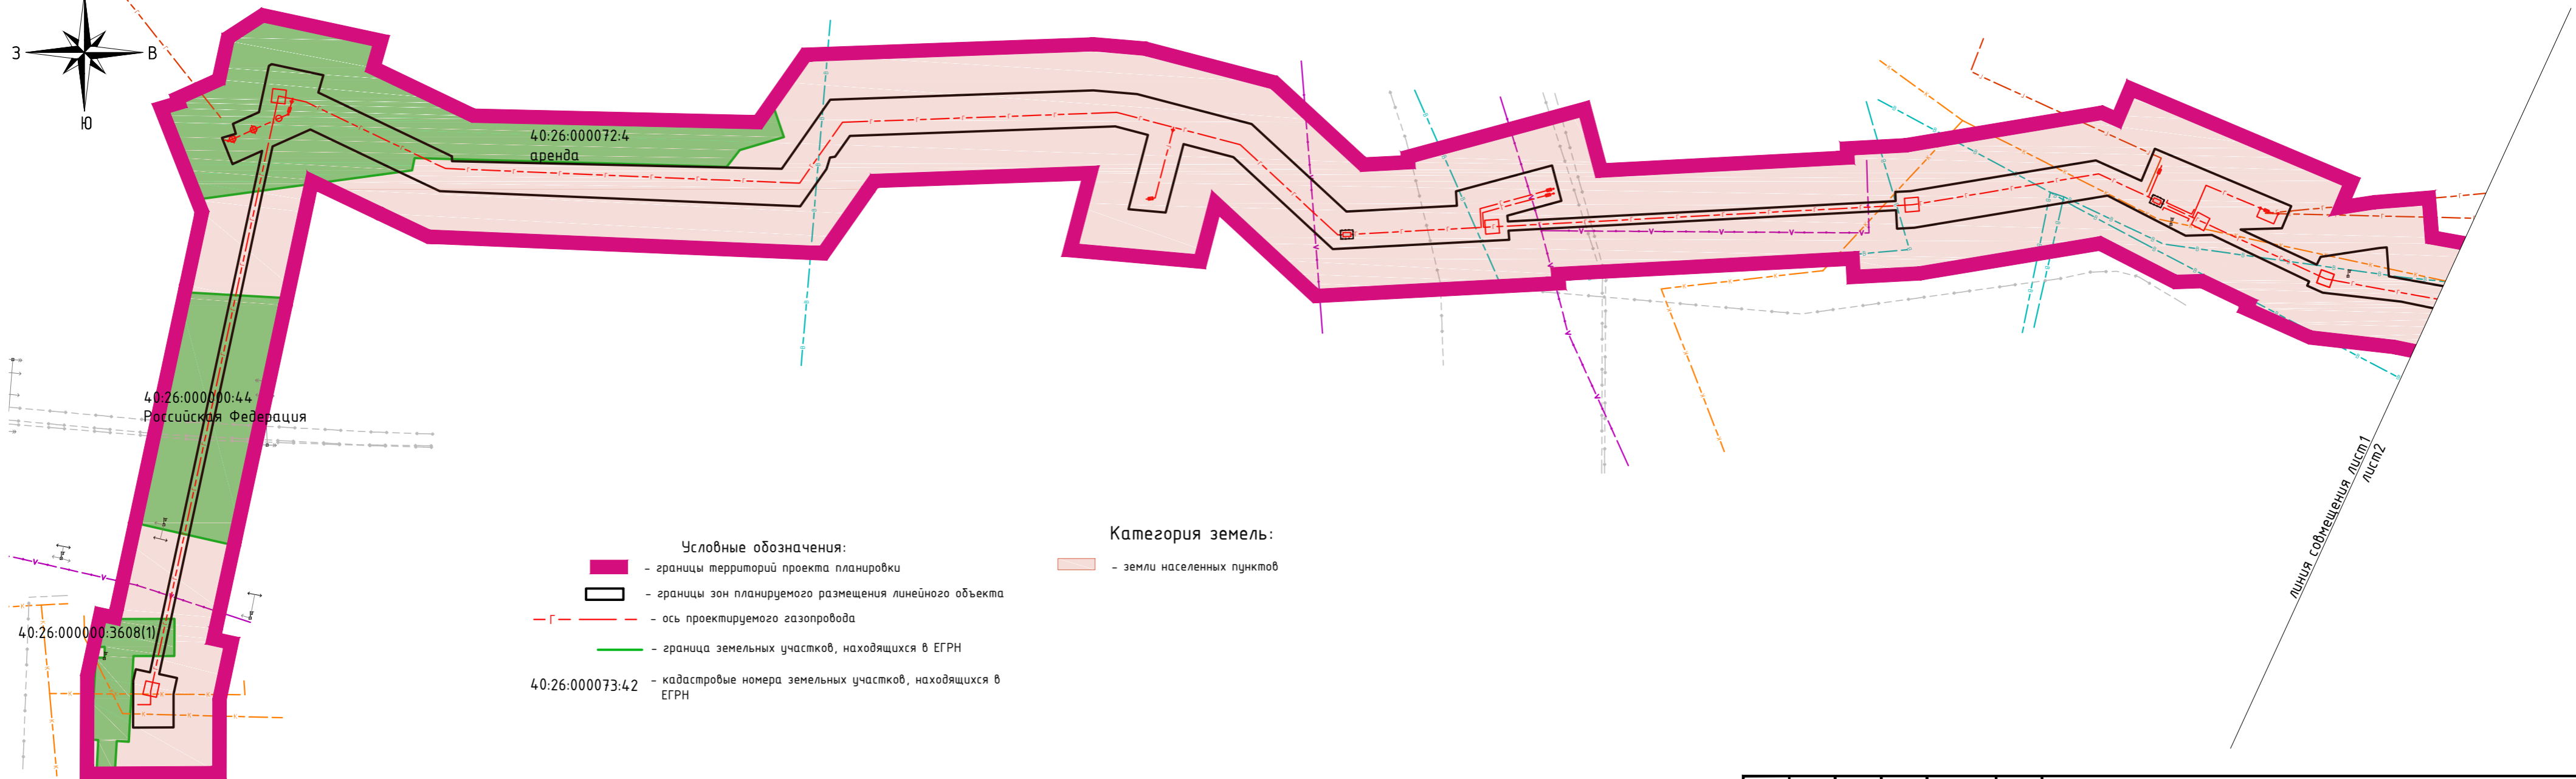 З
В
Ю
40:26:000072:4
аренда
40:26:000000:44
Российская Федерация
40:26:000000:3608(1)
линия совмещения лист1
лист2
Условные обозначения:
- границы территорий проекта планировки
- границы зон планируемого размещения линейного объекта
Г
- ось проектируемого газопровода
- граница земельных участков, находящихся в ЕГРН
40:26:000073:42
- кадастровые номера земельных участков, находящихся в
ЕГРН
Категория земель:
- земли населенных пунктов